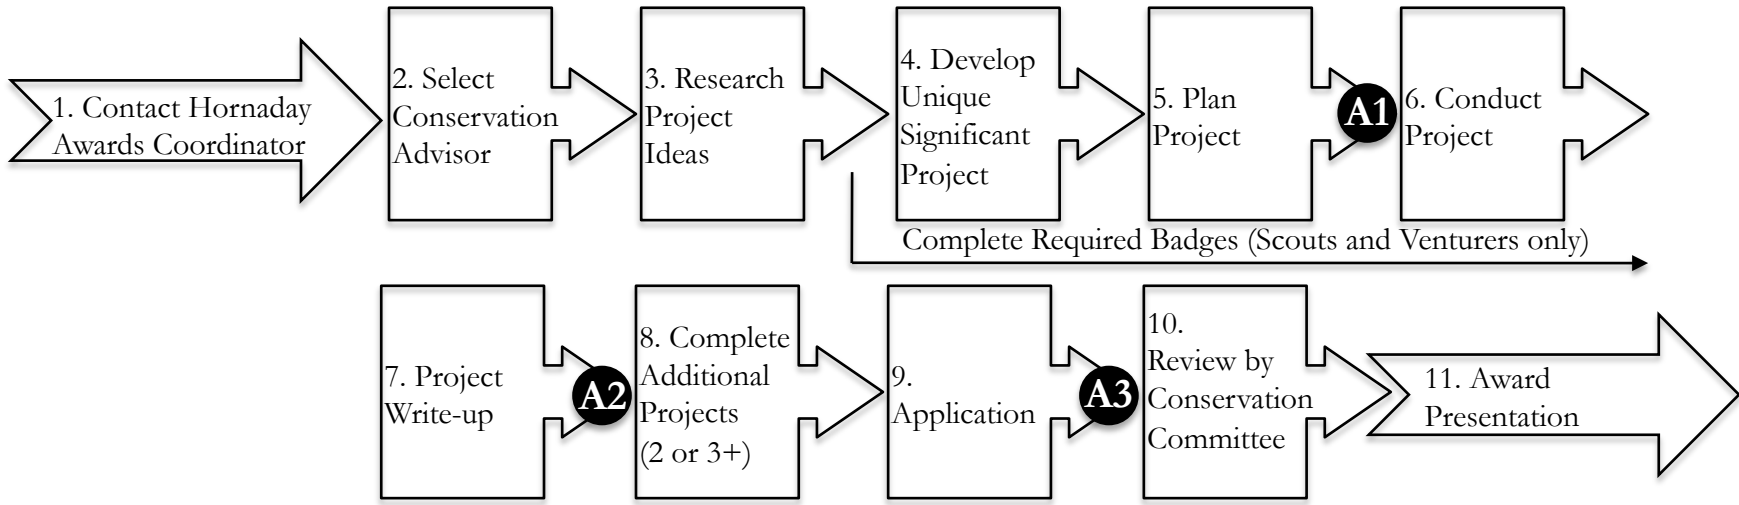 1. Contact Hornaday
Awards Coordinator
2. Select
Conservation
Advisor
3. Research
Project
Ideas
4. Develop
Unique
Significant
Project
5. Plan
Project
A1
6. Conduct
Project
Complete Required Badges (Scouts and Venturers only)
7. Project
Write-up
A2
8. Complete
Additional
Projects
(2 or 3+)
9.
Application
A3
10.
Review by
Conservation
Committee
11. Award
Presentation